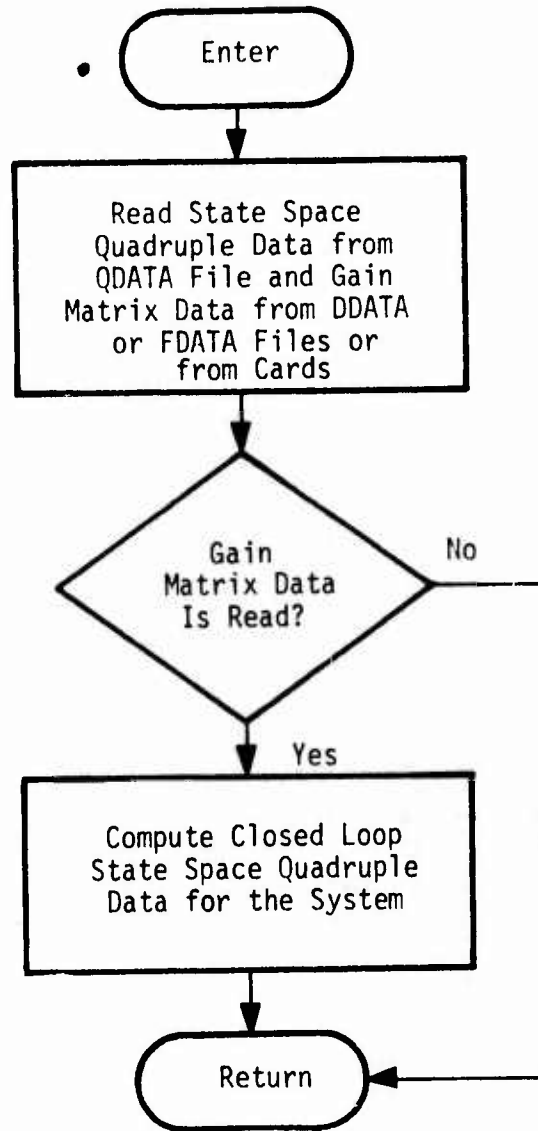 Enter
Read State Space
Quadruple Data from
QDATA File and Gain
Matrix Data from DDATA
or FDATA Files or
from Cards
Gain
Matrix Data
Is Read?
No
Yes
Compute Closed Loop
State Space Quadruple
Data for the System
Return